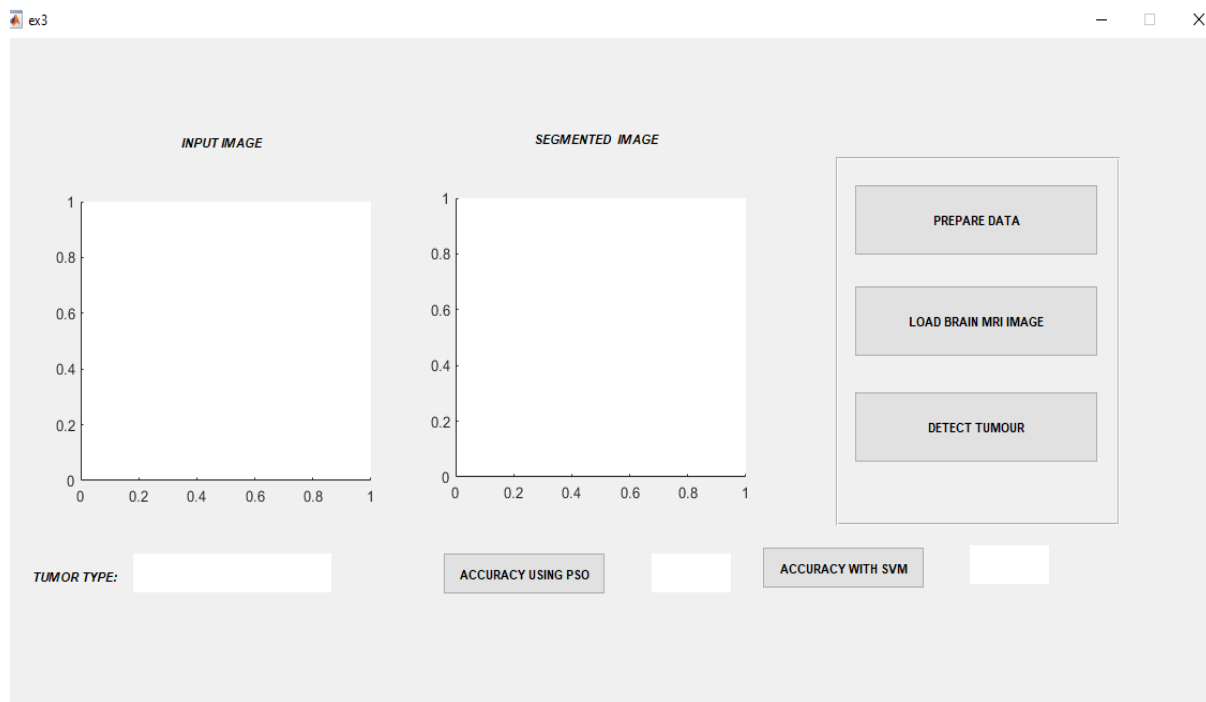 ex3
INPUT IMAGE
SEGMENTED IMAGE
1
0.8
0.6
0.4
0.2
0
0 0.2 0.4 0.6 0.8 1
1
0.8
0.6
0.4
0.2
0
0 0.2 0.4 0.6 0.8 1
PREPARE DATA
LOAD BRAIN MRI IMAGE
DETECT TUMOUR
TUMOR TYPE:
ACCURACY USING PSO
ACCURACY WITH SVM